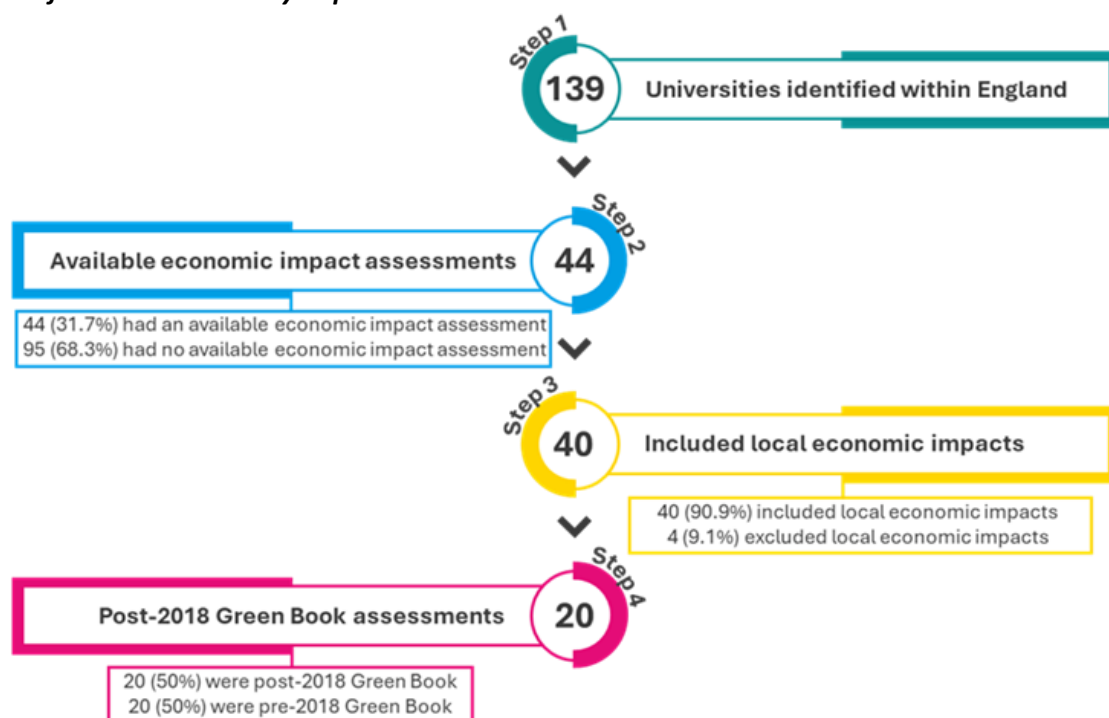 Step 1
139
Universities identified within England
Step 2
Available economic impact assessments
44
44 (31.7%) had an available economic impact assessment
95 (68.3%) had no available economic impact assessment
Step 3
40
Included local economic impacts
40 (90.9%) included local economic impacts
4 (9.1%) excluded local economic impacts
Step 4
Post-2018 Green Book assessments
20
20 (50%) were post-2018 Green Book
20 (50%) were pre-2018 Green Book